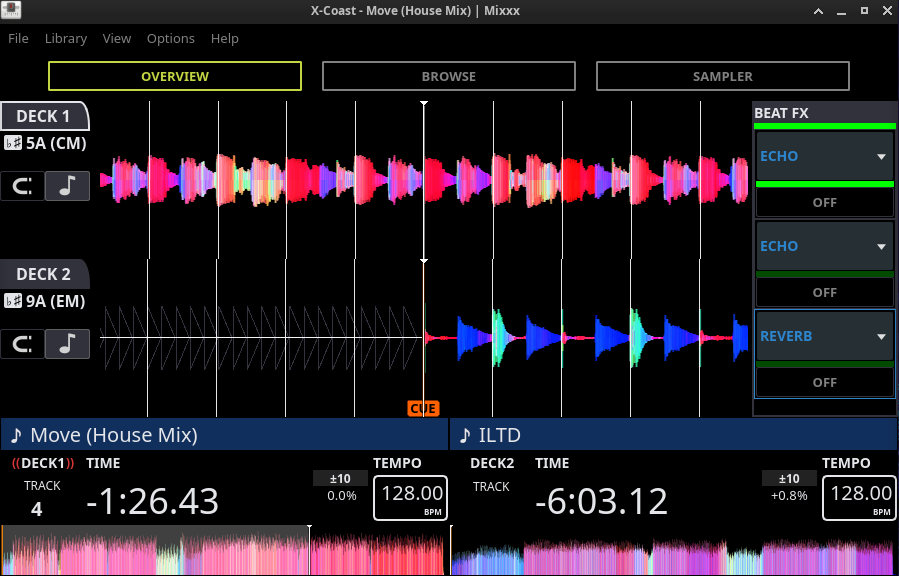 X-Coast - Move (House Mix) | Mixxx
File Library View Options Help
OVERVIEW BROWSE SAMPLER
DECK 1
5A (CM)
BEAT FX
ECHO
OFF
DECK 2
9A (EM)
ECHO
OFF
REVERB
OFF
CUE
Move (House Mix)
ILTD
((DECK1)) TIME
TRACK
4
-1:26.43
±10
0.0%
TEMPO
128.00
BPM
DECK2 TIME
TRACK
-6:03.12
±10
+0.8%
TEMPO
128.00
BPM